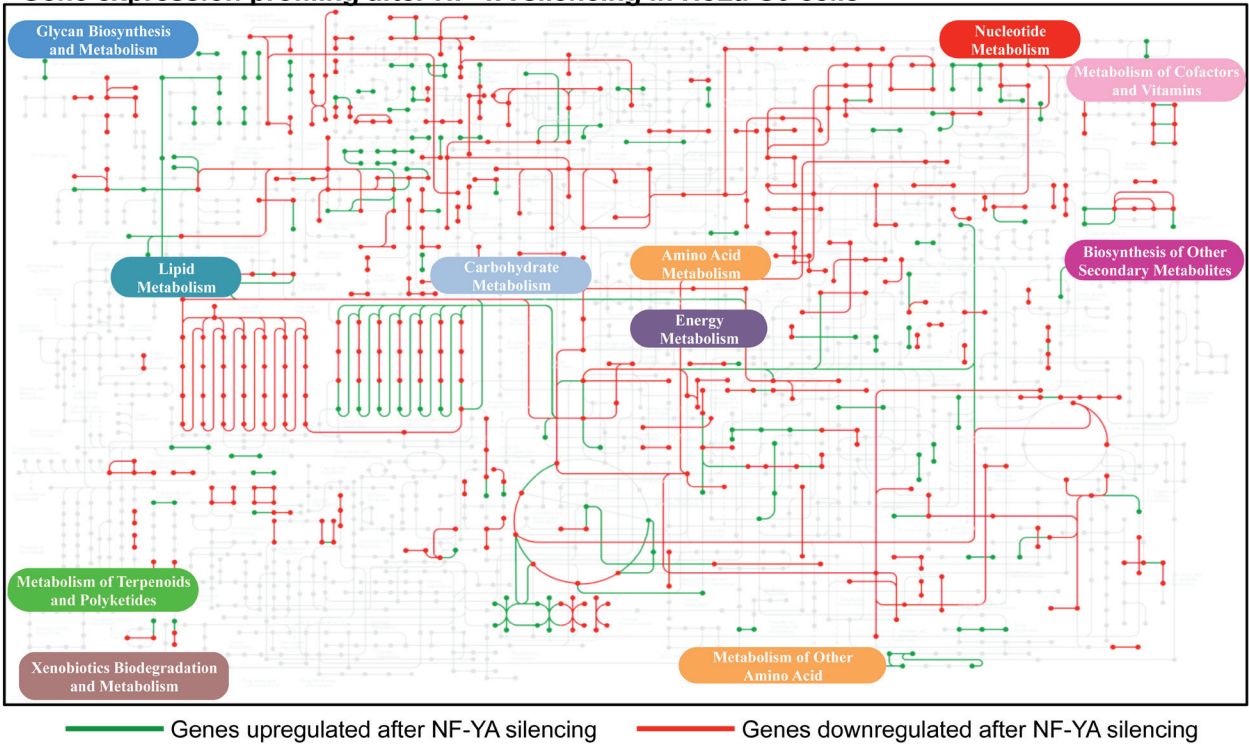 Glycan Biosynthesis
and Metabolism
Nucleotide
Metabolism
Metabolism of Cofactors
and Vitamins
Lipid
Metabolism
Carbohydrate
Metabolism
Amino Acid
Metabolism
Biosynthesis of Other
Secondary Metabolites
Energy
Metabolism
Metabolism of Terpenoids
and Polyketides
Xenobiotics Biodegradation
and Metabolism
Metabolism of Other
Amino Acid
Genes upregulated after NF-YA silencing
Genes downregulated after NF-YA silencing